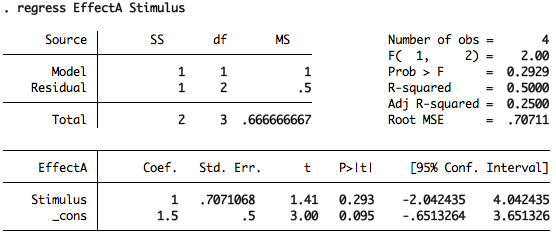 . regress EffectA Stimulus
Source SS df MS Number of obs = 4
F( 1, 2) = 2.00
Model 1 1 1 Prob > F = 0.2929
Residual 1 2 .5 R-squared = 0.5000
Adj R-squared = 0.2500
Total 2 3 .666666667 Root MSE = .70711
EffectA Coef. Std. Err. t P>|t| [95% Conf. Interval]
Stimulus 1 .7071068 1.41 0.293 -2.042435 4.042435
_cons 1.5 .5 3.00 0.095 -.6513264 3.651326